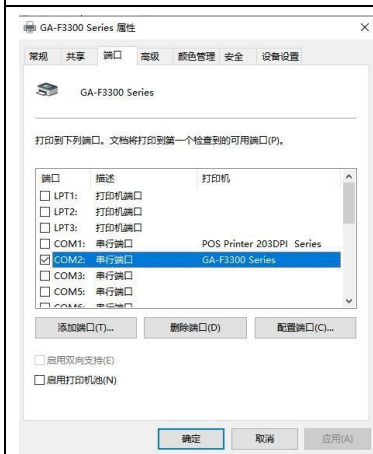 GA-F3300 Series 属性
常规 共享 端口 高级 颜色管理 安全 设备设置
GA-F3300 Series
打印到下列端口。文档将打印到第一个检查到的可用端口(P)。
端口 描述 打印机
LPT1: 打印机端口
LPT2: 打印机端口
LPT3: 打印机端口
COM1: 串行端口 POS Printer 203DPI Series
COM2: 串行端口 GA-F3300 Series
COM3: 串行端口
COM5: 串行端口
添加端口(T)... 删除端口(D) 配置端口(C)...
启用双向支持(E)
启用打印机池(N)
确定 取消 应用(A)